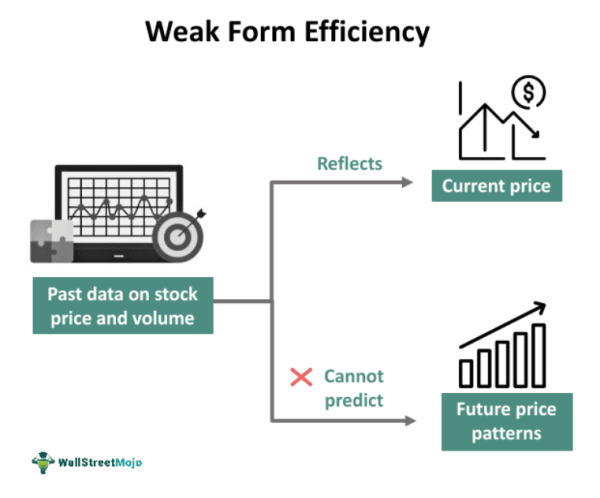 Weak Form Efficiency
$
Reflects
Current price
Past data on stock
price and volume
Cannot
predict
Future price
patterns
WallStreetMojo